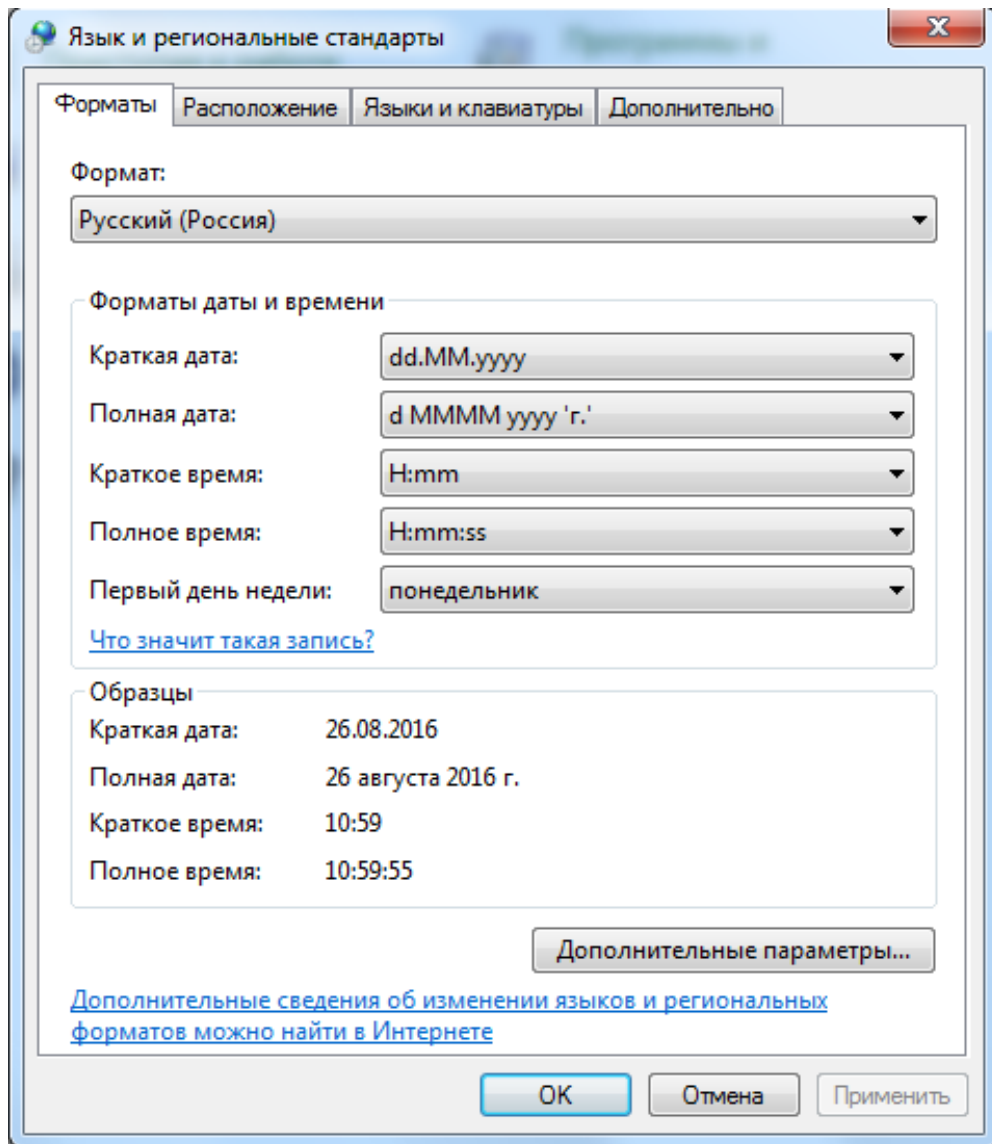 Язык и региональные стандарты
Программы и
Форматы Расположение Языки и клавиатуры Дополнительно
Формат:
Русский (Россия)
Форматы даты и времени
Краткая дата: dd.MM.yyyy
Полная дата: d MMMM yyyy 'г.'
Краткое время: H:mm
Полное время: H:mm:ss
Первый день недели: понедельник
Что значит такая запись?
Образцы
Краткая дата: 26.08.2016
Полная дата: 26 августа 2016 г.
Краткое время: 10:59
Полное время: 10:59:55
Дополнительные параметры...
Дополнительные сведения об изменении языков и региональных
форматов можно найти в Интернете
OK Отмена Применить